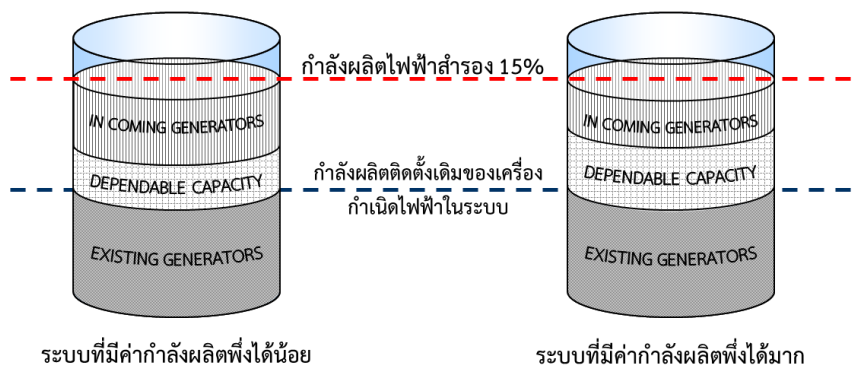 กำลังผลิตไฟฟ้าสำรอง 15%
IN COMING GENERATORS
IN COMING GENERATORS
DEPENDABLE CAPACITY
กำลังผลิตติดตั้งเดิมของเครื่อง
กำเนิดไฟฟ้าในระบบ
DEPENDABLE CAPACITY
EXISTING GENERATORS
EXISTING GENERATORS
ระบบที่มีค่ากำลังผลิตพึ่งได้น้อย
ระบบที่มีค่ากำลังผลิตพึ่งได้มาก